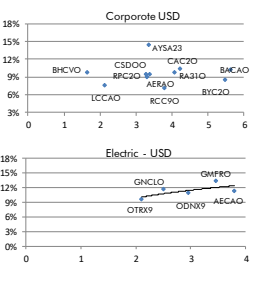 Corporate USD
18%
15%
12%
9%
6%
3%
AYSA23
BHCVO
CSDOO
CAC2O
BACAO
RPC2O
RA31O
AERAO
LCCAO
BYC2O
RCC9O
0 1 2 3 4 5 6
Electric - USD
18%
15%
12%
9%
6%
3%
0%
GMFRO
GNCLO
AECAO
OTRX9
ODNX9
0 1 2 3 4